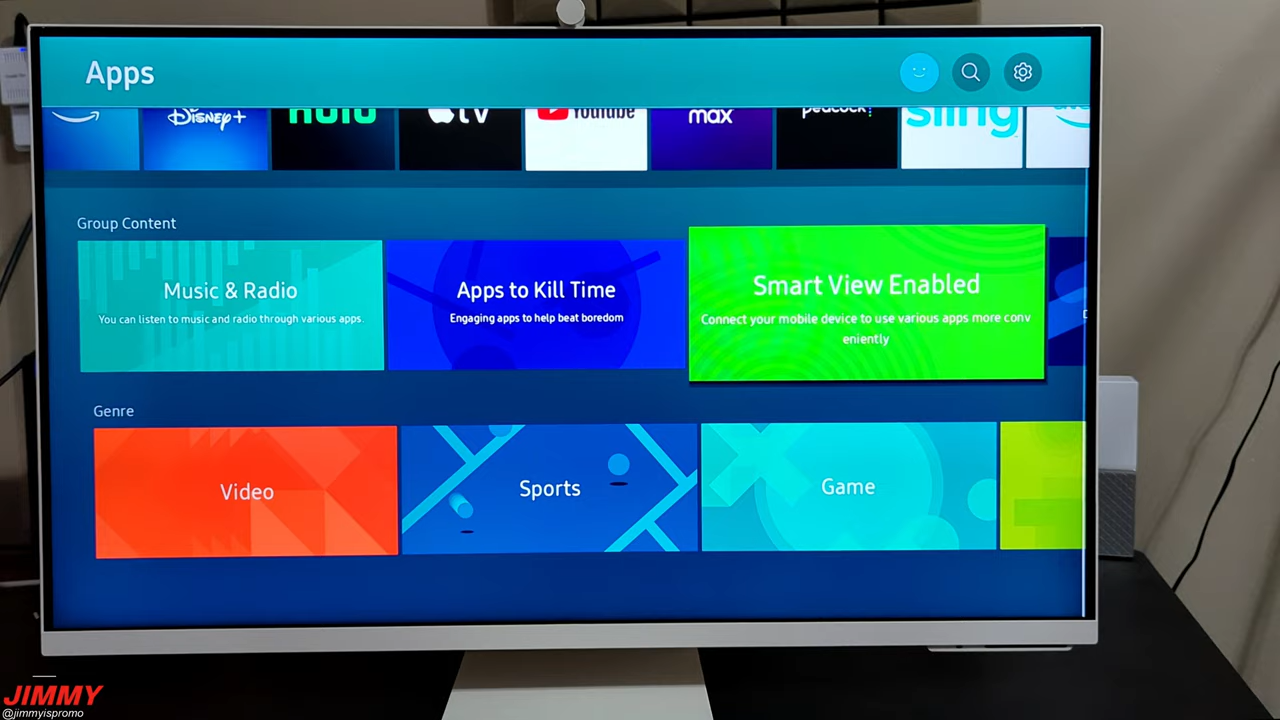 Apps
Disney+
hulu
tv
YouTube
max
peacock
sling
Group Content
Music & Radio
You can listen to music and radio through various apps.
Apps to Kill Time
Engaging apps to help beat boredom
Smart View Enabled
Connect your mobile device to use various apps more conv
eniently
Genre
Video
Sports
Game
JIMMY
@jimmyispromo